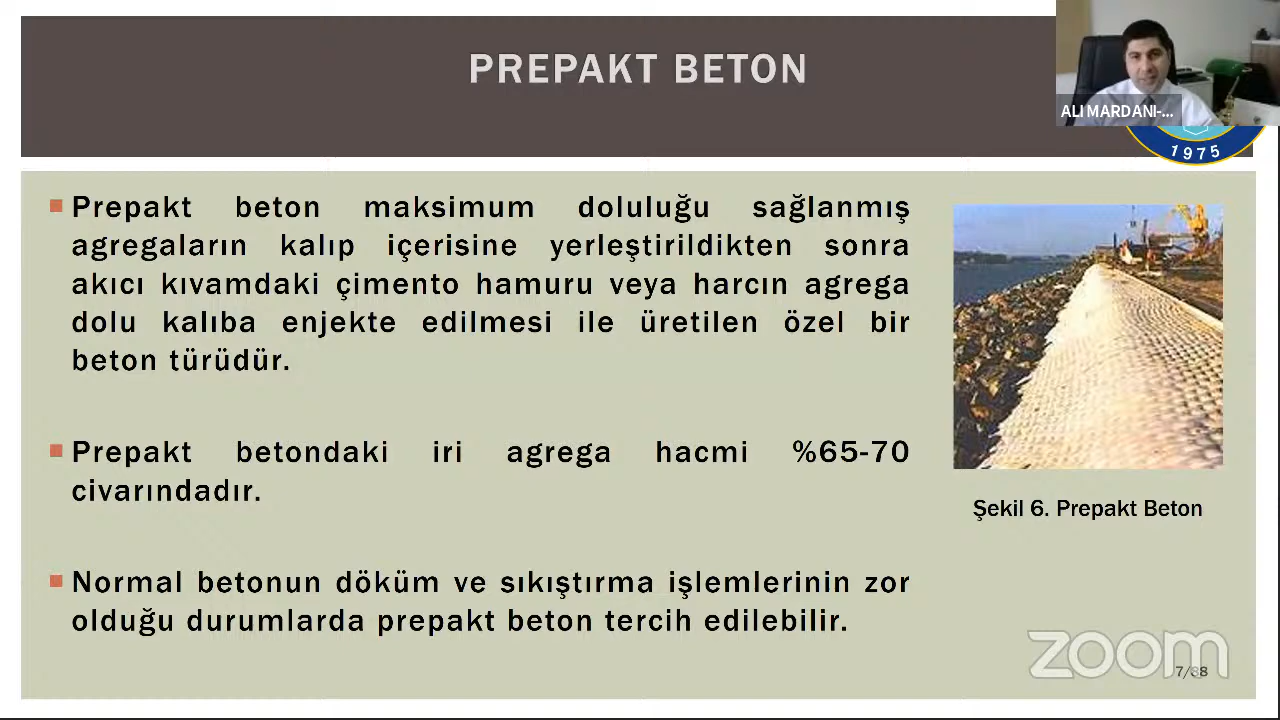 PREPAKT BETON
ALI MARDANI-...
1975
Prepakt beton maksimum doluluğu sağlanmış
agregaların kalıp içerisine yerleştirildikten sonra
akıcı kıvamdaki çimento hamuru veya harcın agrega
dolu kalıba enjekte edilmesi ile üretilen özel bir
beton türüdür.
Prepakt betondaki iri agrega hacmi %65-70
civarındadır.
Normal betonun döküm ve sıkıştırma işlemlerinin zor
olduğu durumlarda prepakt beton tercih edilebilir.
Şekil 6. Prepakt Beton
zoom